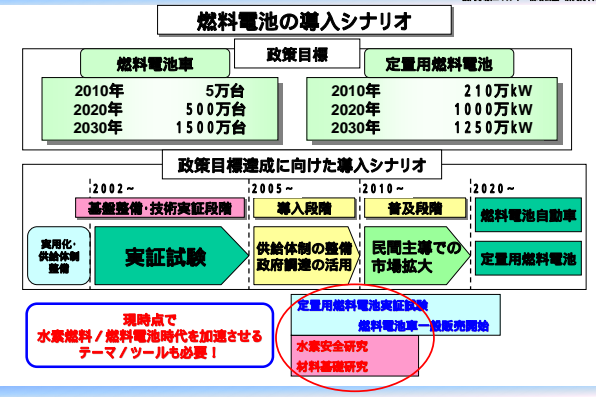 燃料電池の導入シナリオ
政策目標
燃料電池車
定置用燃料電池
2010年 5万台
2020年 500万台
2030年 1500万台
2010年 210万kW
2020年 1000万kW
2030年 1250万kW
政策目標達成に向けた導入シナリオ
2002~
2005~
2010~
2020~
基盤整備・技術実証段階
導入段階
普及段階
燃料電池自動車
実用化・
供給体制
整備
実証試験
供給体制の整備
政府調達の活用
民間主導での
市場拡大
定置用燃料電池
現時点で
水素燃料/燃料電池時代を加速させる
テーマ/ツールも必要!
定置用燃料電池実証試験
燃料電池車一般販売開始
水素安全研究
材料基礎研究